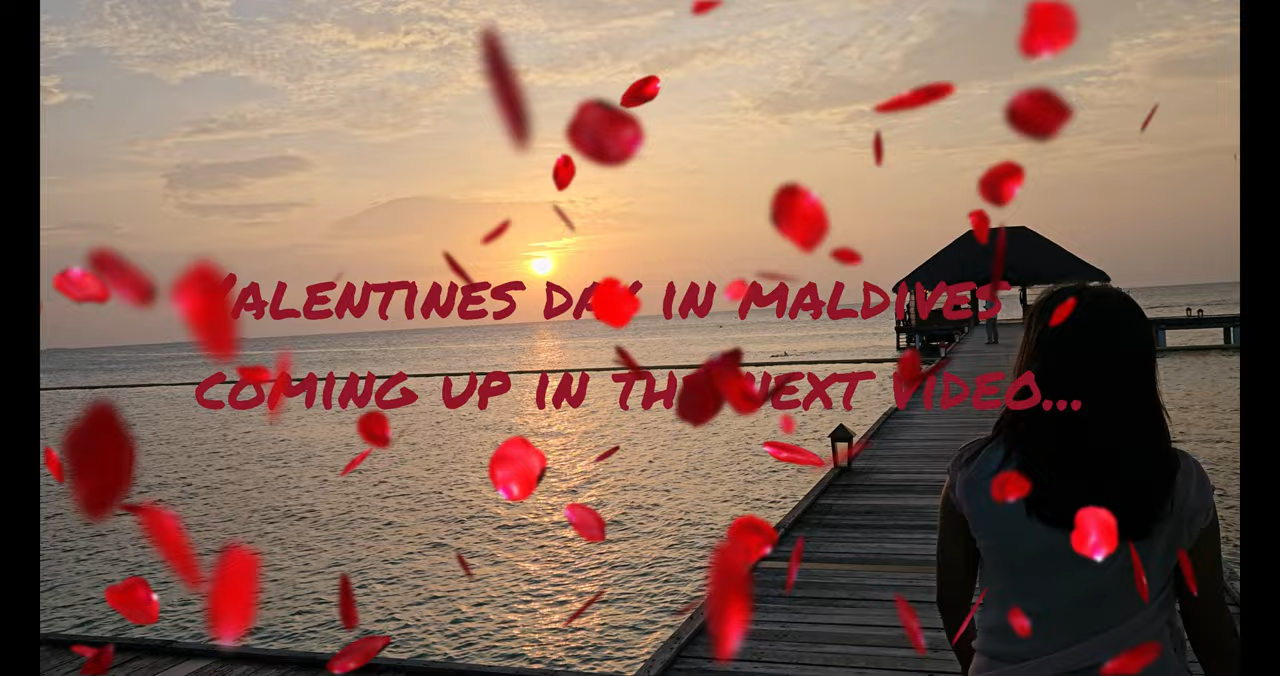 Valentines day in maldives
coming up in the next video...